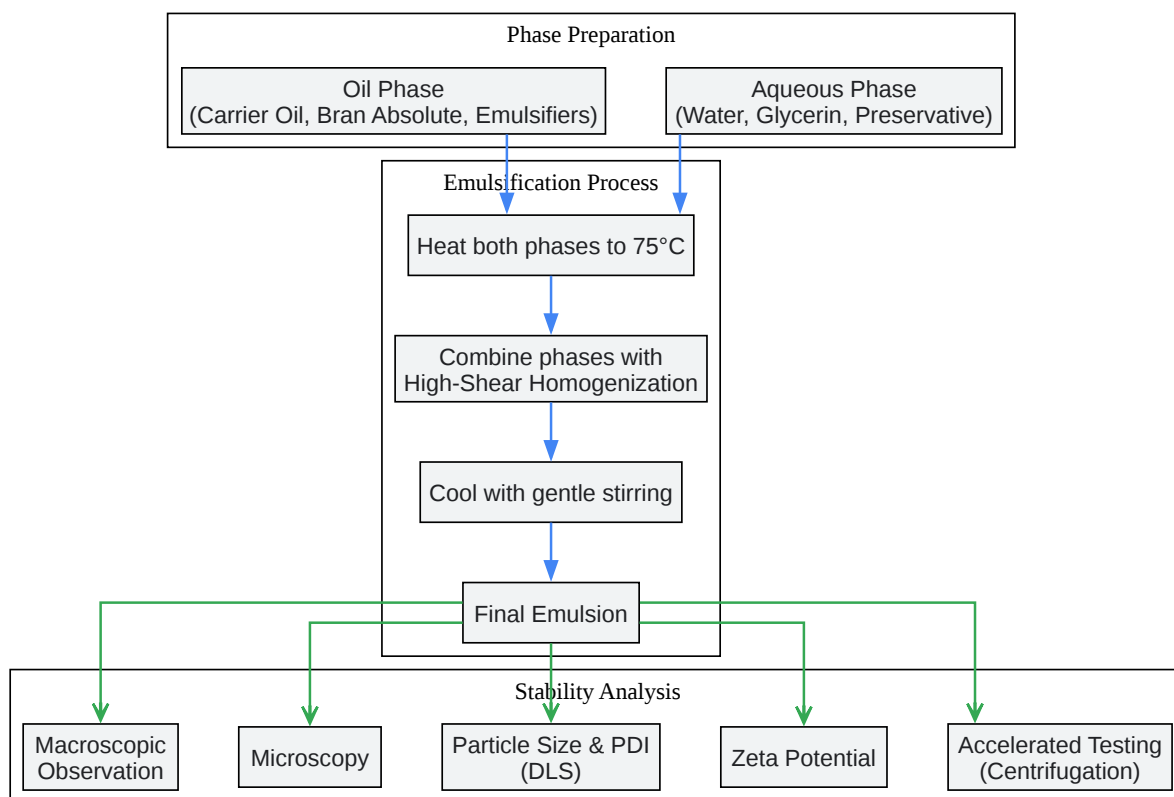 Phase Preparation
Oil Phase
(Carrier Oil, Bran Absolute, Emulsifiers)
Aqueous Phase
(Water, Glycerin, Preservative)
Emulsification Process
Heat both phases to 75°C
Combine phases with
High-Shear Homogenization
Cool with gentle stirring
Final Emulsion
Stability Analysis
Macroscopic
Observation
Microscopy
Particle Size & PDI
(DLS)
Zeta Potential
Accelerated Testing
(Centrifugation)